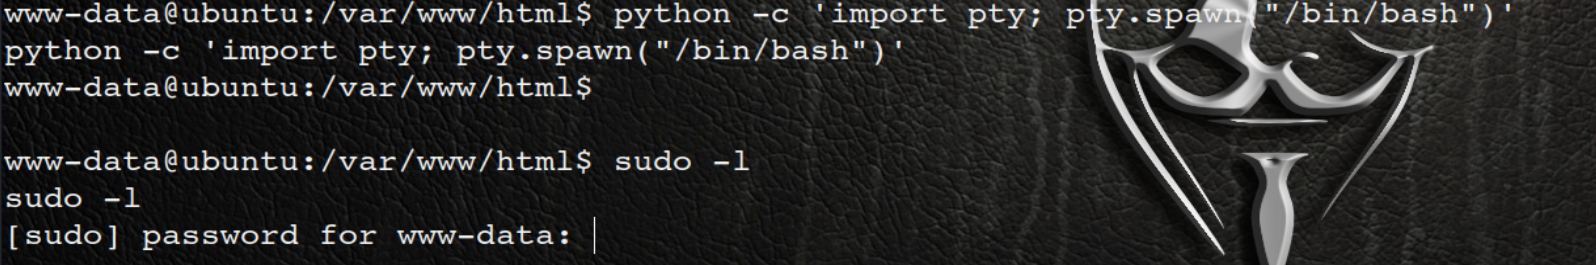 www-data@ubuntu:/var/www/html$ python -c 'import pty; pty.spawn("/bin/bash")'
python -c 'import pty; pty.spawn("/bin/bash")'
www-data@ubuntu:/var/www/html$
www-data@ubuntu:/var/www/html$ sudo -l
sudo -l
[sudo] password for www-data: